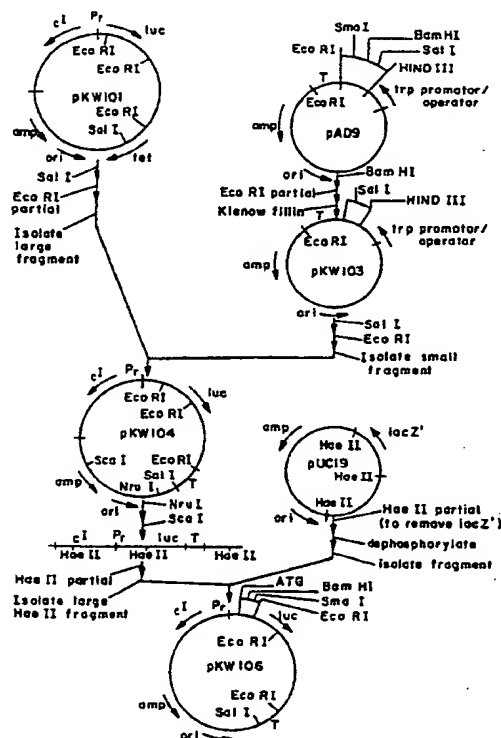 cI
Pr
luc
Eco RI
Eco RI
pKW101
Eco RI
Sal I
amp
ori
tet
Sal I
Eco RI
partial
Isolate
large
fragment
Sma I
Bam HI
Eco RI
Sal I
HIND III
T
Eco RI
trp promotor/
operator
amp
pAD9
ori
Bam HI
Eco RI partial
Klenow fillin
T
Sal I
HIND III
Eco RI
trp promotor/
operator
amp
pKW103
ori
Sal I
Eco RI
Isolate small
fragment
cI
Pr
luc
Eco RI
Eco RI
pKW104
Sca I
Eco RI
Sal I
Nru I
T
amp
ori
Nru I
Sca I
amp
lacZ'
Hae II
pUC19
Hae II
Hae II
ori
Hae II partial
(to remove lacZ')
dephosphorylate
isolate fragment
cI Pr luc T
Hae II Hae II Hae II
Hae II partial
Isolate large
Hae II fragment
ATG
Bam HI
Sma I
Eco RI
cI
Pr
luc
Eco RI
pKW106
Eco RI
Sal I
T
amp
ori